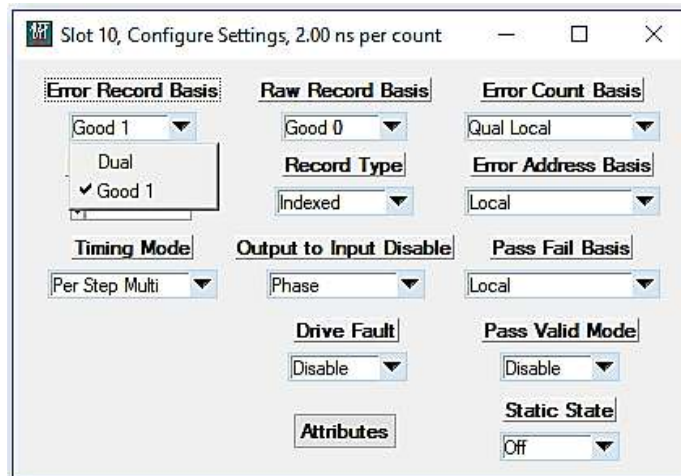 Slot 10, Configure Settings, 2.00 ns per count
Error Record Basis Raw Record Basis Error Count Basis
Good 1 Good 0 Qual Local
Dual
Good 1
Record Type Error Address Basis
Indexed Local
Timing Mode Output to Input Disable Pass Fail Basis
Per Step Multi Phase Local
Drive Fault Pass Valid Mode
Disable Disable
Attributes
Static State
Off